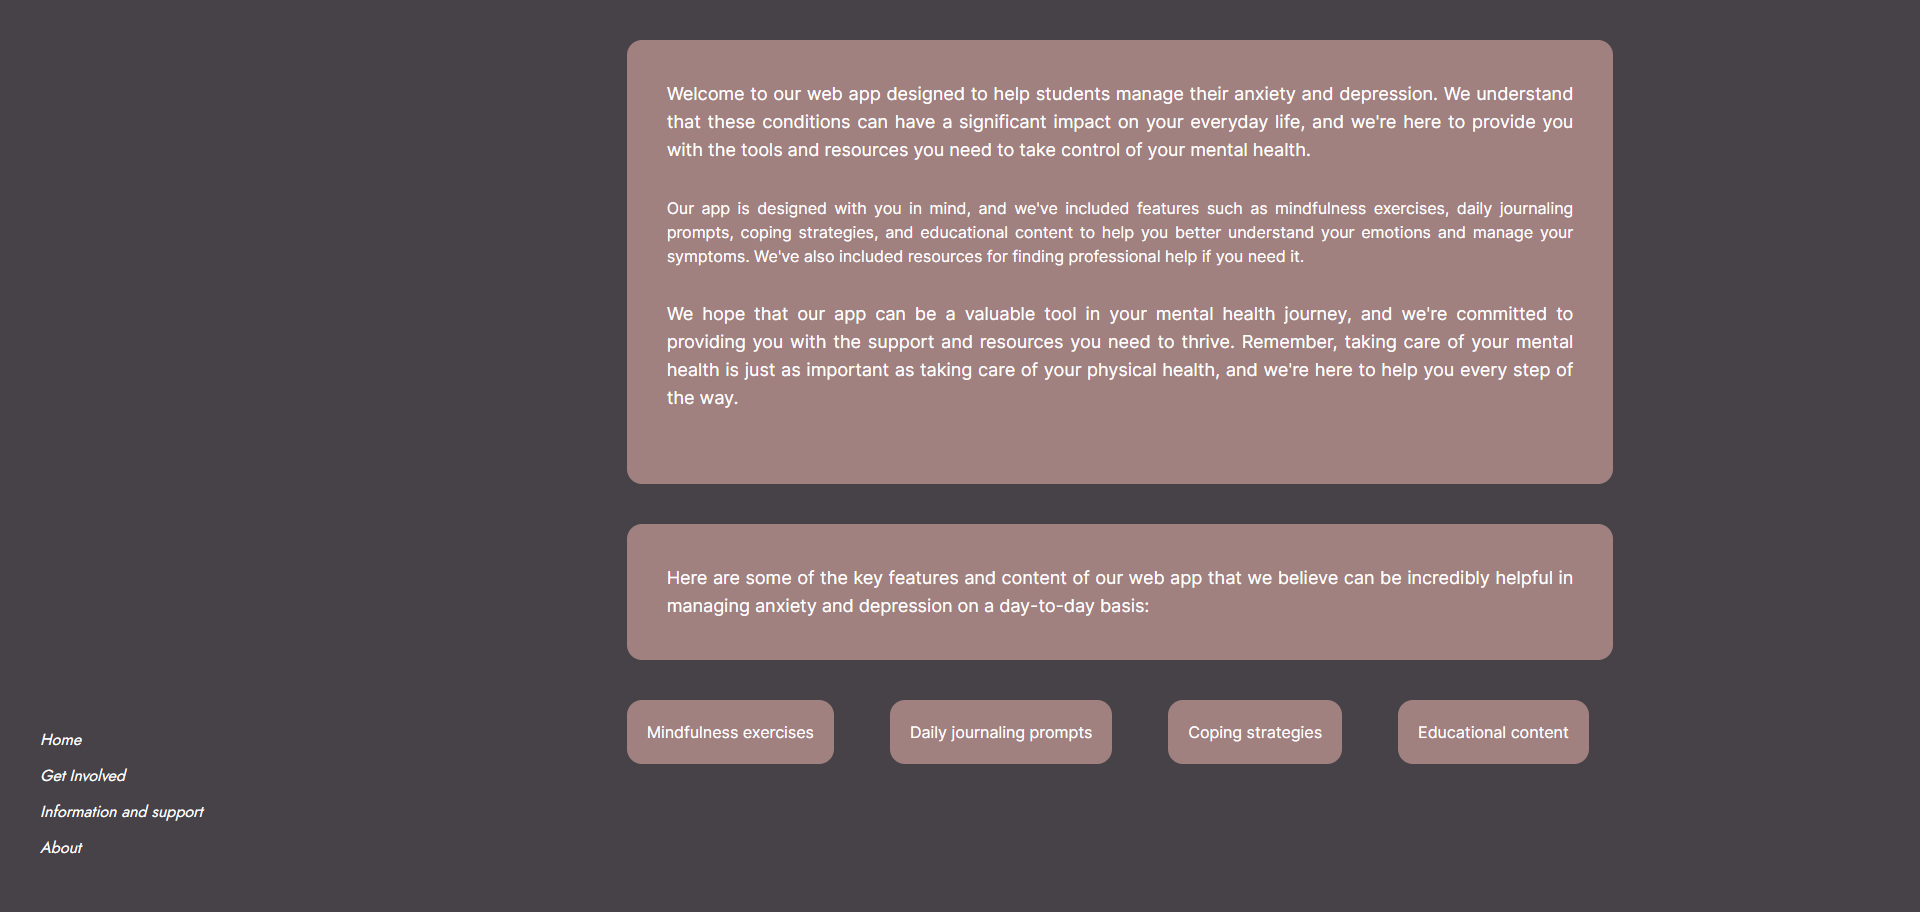 Welcome to our web app designed to help students manage their anxiety and depression. We understand
that these conditions can have a significant impact on your everyday life, and we're here to provide you
with the tools and resources you need to take control of your mental health.
Our app is designed with you in mind, and we've included features such as mindfulness exercises, daily journaling
prompts, coping strategies, and educational content to help you better understand your emotions and manage your
symptoms. We've also included resources for finding professional help if you need it.
We hope that our app can be a valuable tool in your mental health journey, and we're committed to
providing you with the support and resources you need to thrive. Remember, taking care of your mental
health is just as important as taking care of your physical health, and we're here to help you every step of
the way.
Here are some of the key features and content of our web app that we believe can be incredibly helpful in
managing anxiety and depression on a day-to-day basis:
Mindfulness exercises
Daily journaling prompts
Coping strategies
Educational content
Home
Get Involved
Information and support
About